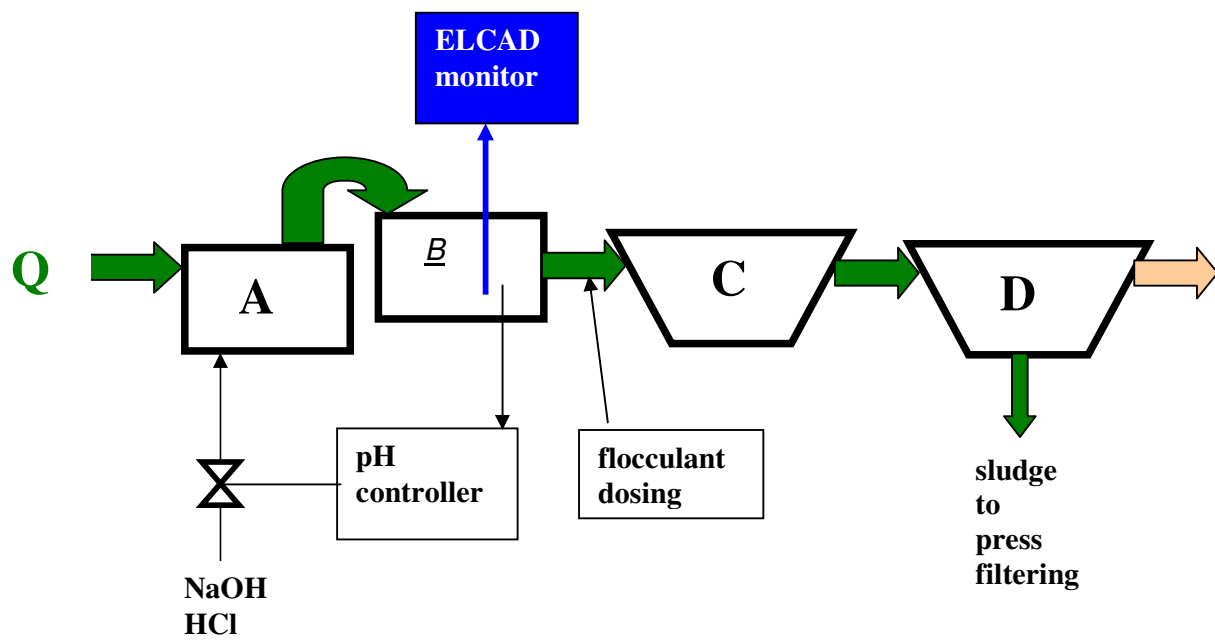 ELCAD
monitor
Q
A
B
C
D
pH
controller
flocculant
dosing
sludge
to
press
filtering
NaOH
HCl